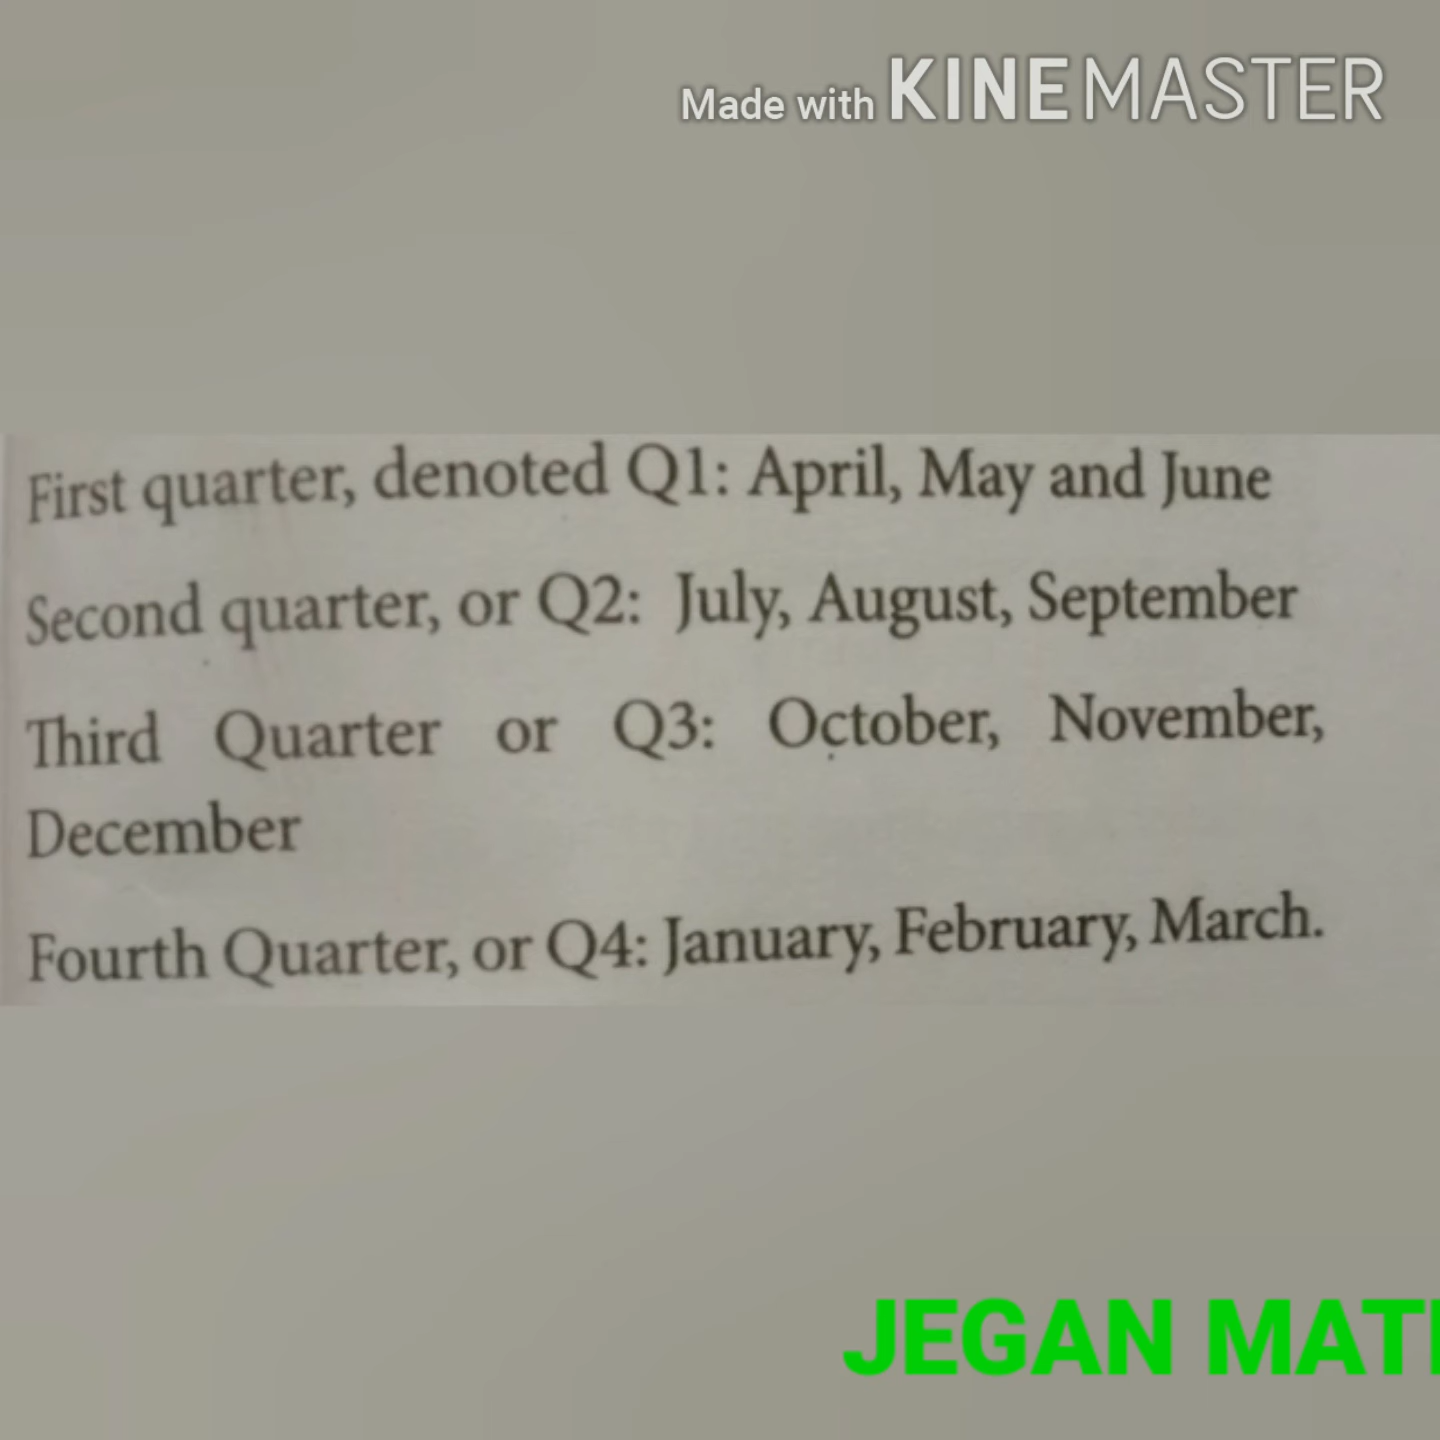 Made with KINEMASTER
First quarter, denoted Q1: April, May and June
Second quarter, or Q2: July, August, September
Third Quarter or Q3: October, November,
December
Fourth Quarter, or Q4: January, February, March.
JEGAN